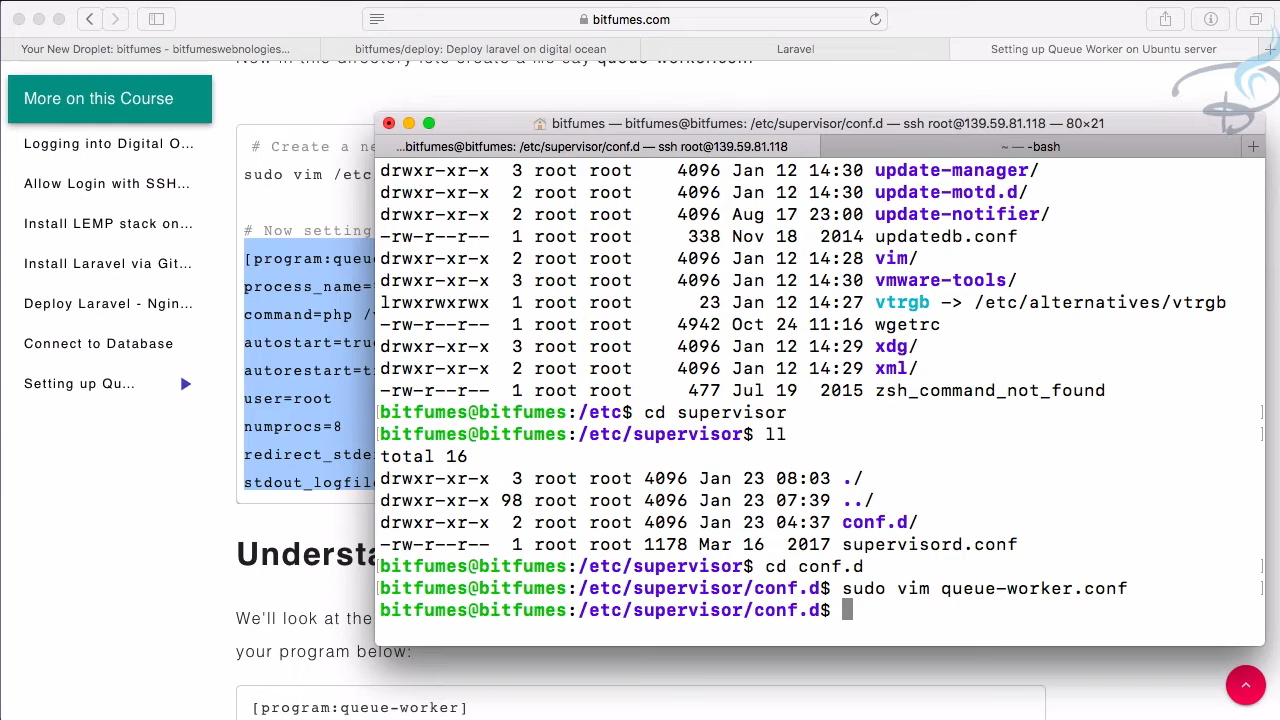 bitfumes.com
Your New Droplet: bitfumes - bitfumeswebnologies...
bitfumes/deploy: Deploy laravel on digital ocean
Laravel
Setting up Queue Worker on Ubuntu server
More on this Course
Logging into Digital O...
Allow Login with SSH...
Install LEMP stack on...
Install Laravel via Git...
Deploy Laravel - Ngin...
Connect to Database
Setting up Qu...
# Create a ne
sudo vim /etc
# Now setting
[program:queu
process_name=
command=php /
autostart=true
autorestart=t
user=root
numprocs=8
redirect_stde
stdout_logfile
Understa
We'll look at the
your program below:
[program:queue-worker]
bitfumes — bitfumes@bitfumes: /etc/supervisor/conf.d — ssh root@139.59.81.118 — 80×21
...bitfumes@bitfumes: /etc/supervisor/conf.d — ssh root@139.59.81.118
~ — -bash
drwxr-xr-x 3 root root 4096 Jan 12 14:30 update-manager/
drwxr-xr-x 2 root root 4096 Jan 12 14:30 update-motd.d/
drwxr-xr-x 2 root root 4096 Aug 17 23:00 update-notifier/
-rw-r--r-- 1 root root 338 Nov 18 2014 updatedb.conf
drwxr-xr-x 2 root root 4096 Jan 12 14:28 vim/
drwxr-xr-x 3 root root 4096 Jan 12 14:30 vmware-tools/
lrwxrwxrwx 1 root root 23 Jan 12 14:27 vtrgb -> /etc/alternatives/vtrgb
-rw-r--r-- 1 root root 4942 Oct 24 11:16 wgetrc
drwxr-xr-x 3 root root 4096 Jan 12 14:29 xdg/
drwxr-xr-x 2 root root 4096 Jan 12 14:29 xml/
-rw-r--r-- 1 root root 477 Jul 19 2015 zsh_command_not_found
bitfumes@bitfumes:/etc$ cd supervisor
bitfumes@bitfumes:/etc/supervisor$ ll
total 16
drwxr-xr-x 3 root root 4096 Jan 23 08:03 ./
drwxr-xr-x 98 root root 4096 Jan 23 07:39 ../
drwxr-xr-x 2 root root 4096 Jan 23 04:37 conf.d/
-rw-r--r-- 1 root root 1178 Mar 16 2017 supervisord.conf
bitfumes@bitfumes:/etc/supervisor$ cd conf.d
bitfumes@bitfumes:/etc/supervisor/conf.d$ sudo vim queue-worker.conf
bitfumes@bitfumes:/etc/supervisor/conf.d$